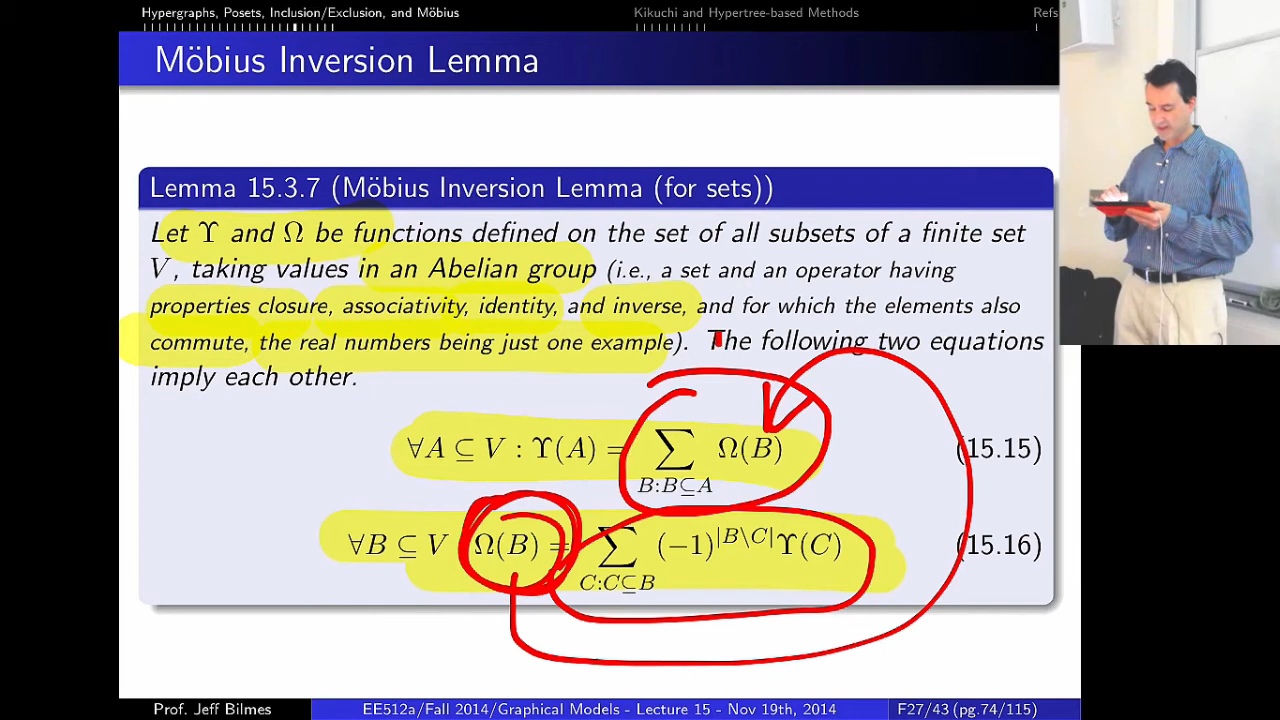 Hypergraphs, Posets, Inclusion/Exclusion, and Möbius Kikuchi and Hypertree-based Methods Refs
Möbius Inversion Lemma
Lemma 15.3.7 (Möbius Inversion Lemma (for sets))
Let ϒ and Ω be functions defined on the set of all subsets of a finite set
V, taking values in an Abelian group (i.e., a set and an operator having
properties closure, associativity, identity, and inverse, and for which the elements also
commute, the real numbers being just one example). The following two equations
imply each other.
∀A ⊆ V : ϒ(A) = ∑ Ω(B) (15.15)
B:B⊆A
∀B ⊆ V Ω(B) = ∑ (−1)^{|B\C|} ϒ(C) (15.16)
C:C⊆B
Prof. Jeff Bilmes EE512a/Fall 2014/Graphical Models - Lecture 15 - Nov 19th, 2014 F27/43 (pg.74/115)